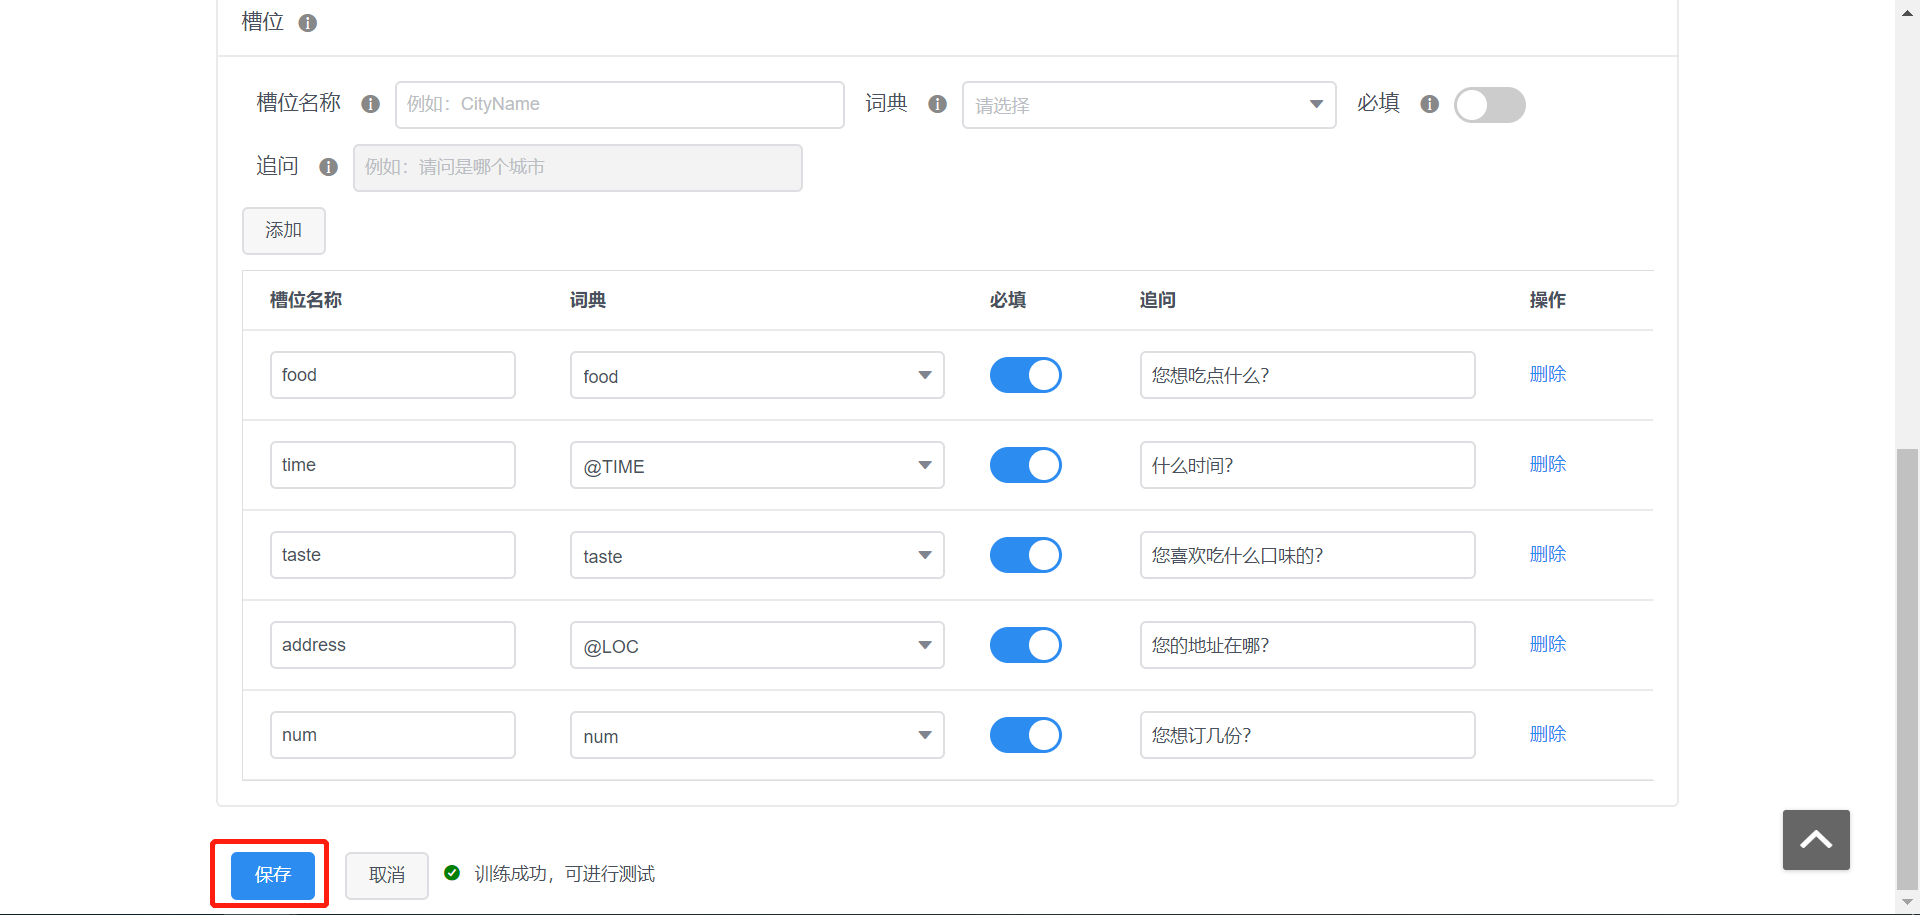 槽位
槽位名称 例如：CityName 词典 请选择 必填
追问 例如：请问是哪个城市
添加
槽位名称 词典 必填 追问 操作
food food 您想吃点什么? 删除
time @TIME 什么时间? 删除
taste taste 您喜欢吃什么口味的? 删除
address @LOC 您的地址在哪? 删除
num num 您想订几份? 删除
保存 取消 训练成功，可进行测试